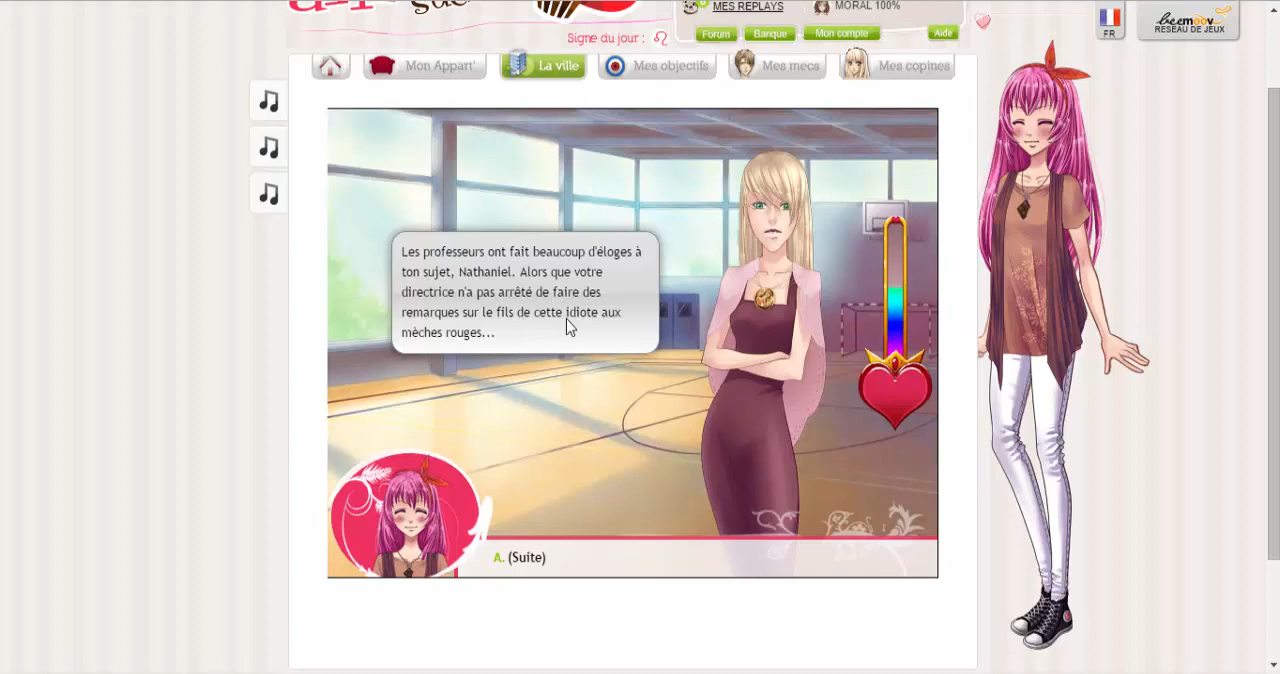 MES REPLAYS
MORAL 100%
Signe du jour :
Forum
Banque
Mon compte
Aide
FR
beemoov
RESEAU DE JEUX
Mon Appart'
La ville
Mes objectifs
Mes mecs
Mes copines
Les professeurs ont fait beaucoup d'éloges à
ton sujet, Nathaniel. Alors que votre
directrice n'a pas arrêté de faire des
remarques sur le fils de cette idiote aux
mèches rouges...
A. (Suite)